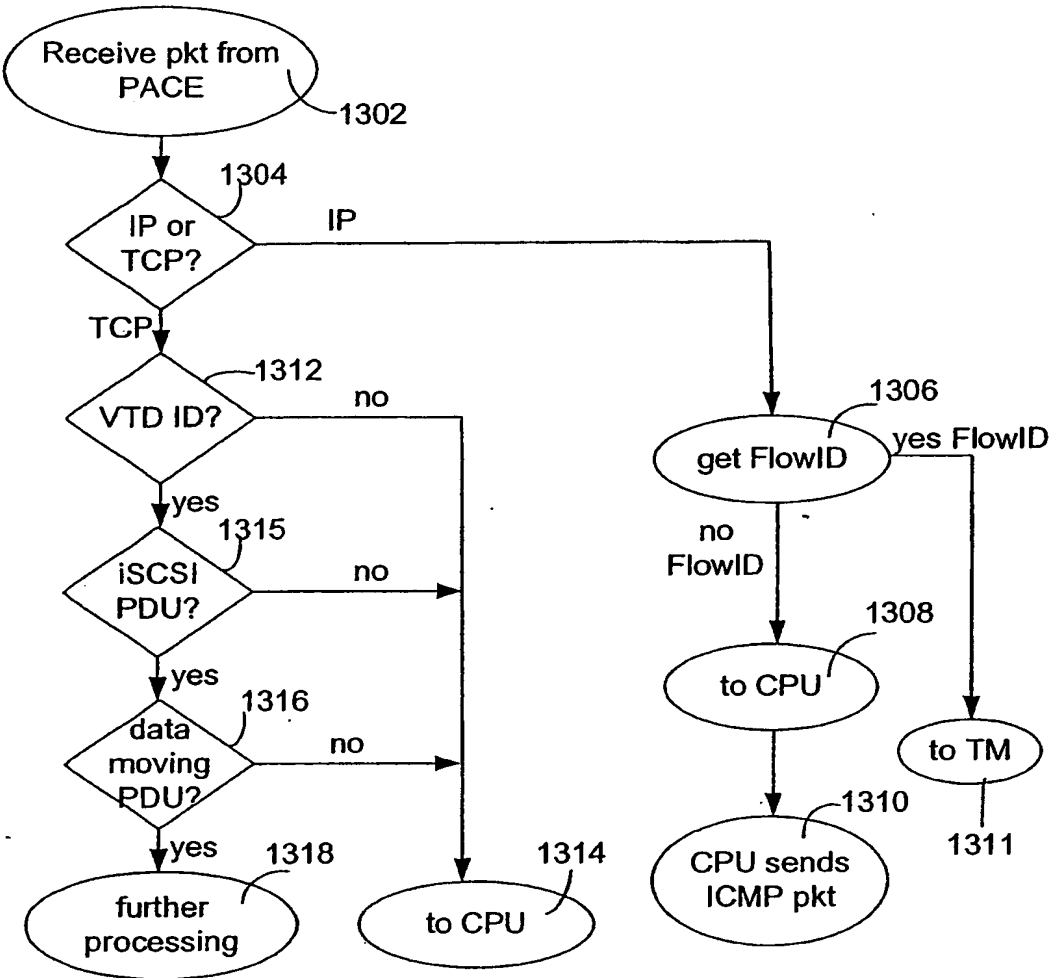 Receive pkt from
PACE
1302
1304
IP or
TCP?
IP
TCP
1312
VTD ID?
no
yes
1315
iSCSI
PDU?
no
yes
1316
data
moving
PDU?
no
yes
1318
further
processing
1314
to CPU
1306
get FlowID
yes FlowID
no
FlowID
1308
to CPU
to TM
1311
1310
CPU sends
ICMP pkt